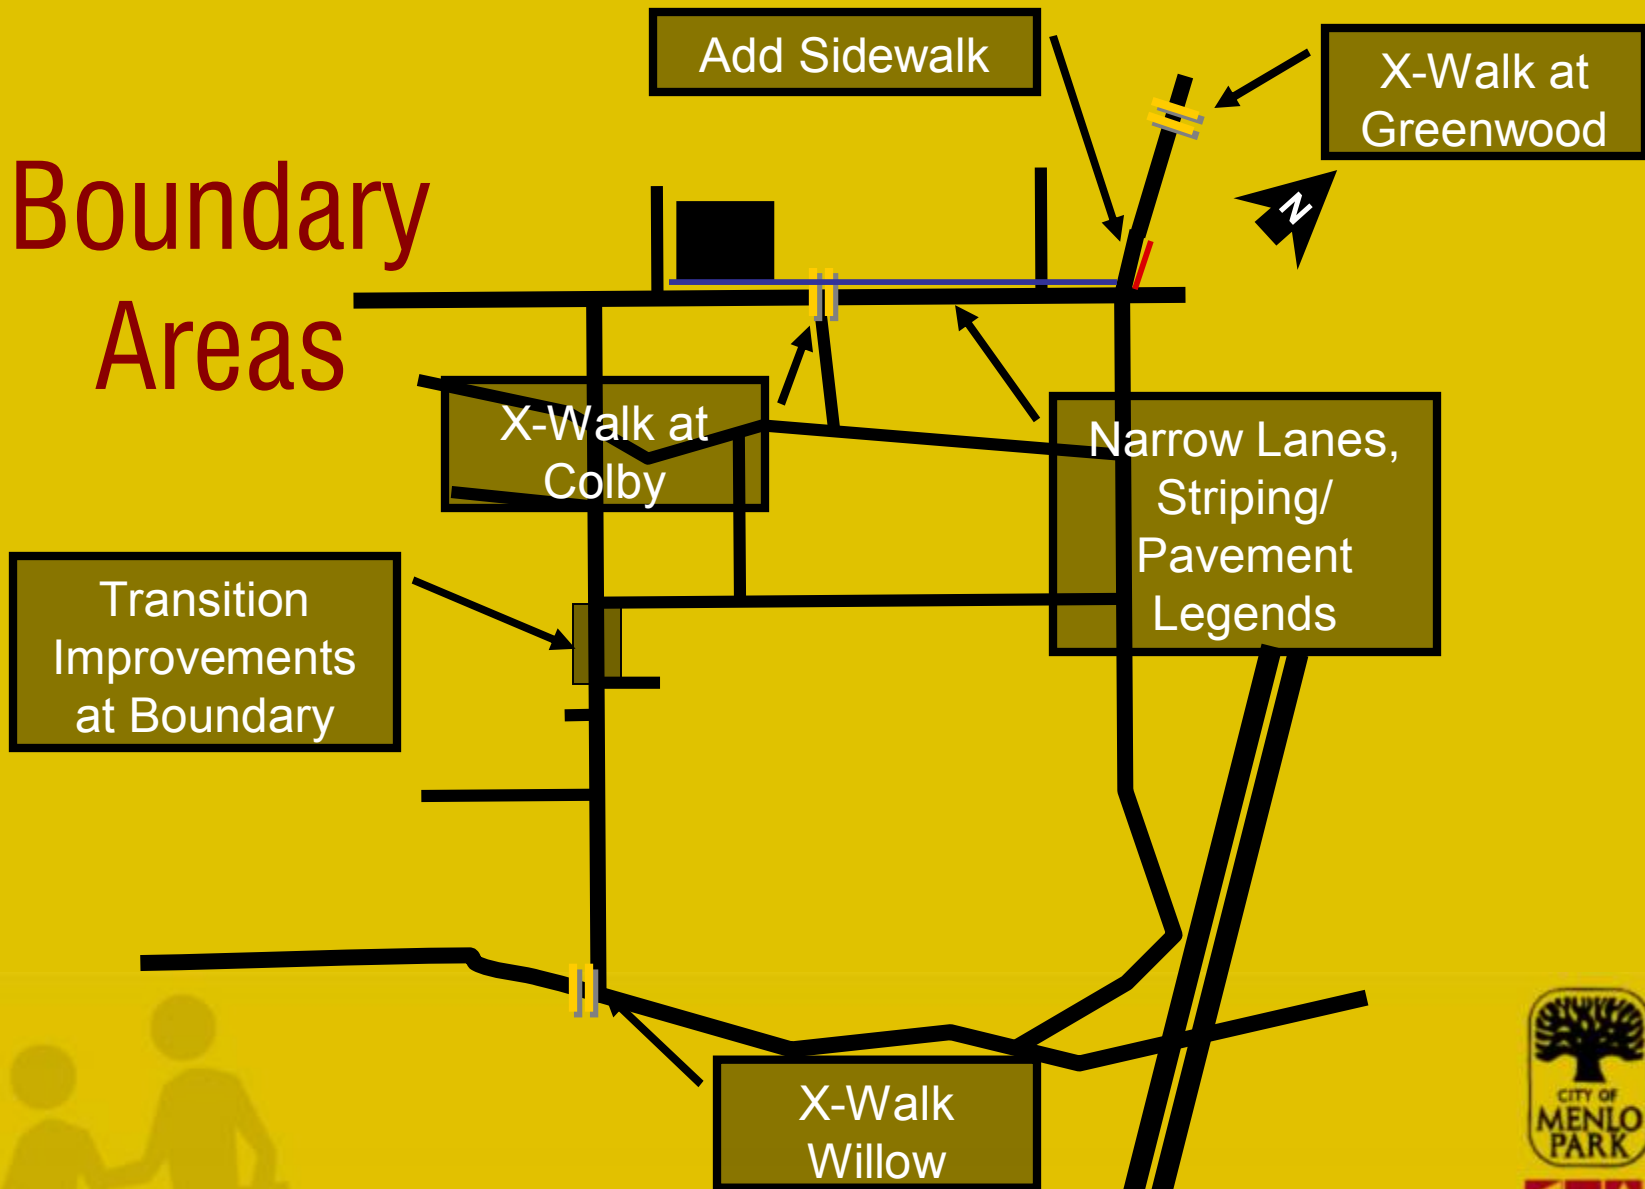 Boundary
Areas
Add Sidewalk
X-Walk at
Greenwood
N
X-Walk at
Colby
Narrow Lanes,
Striping/
Pavement
Legends
Transition
Improvements
at Boundary
X-Walk
Willow
CITY OF
MENLO
PARK